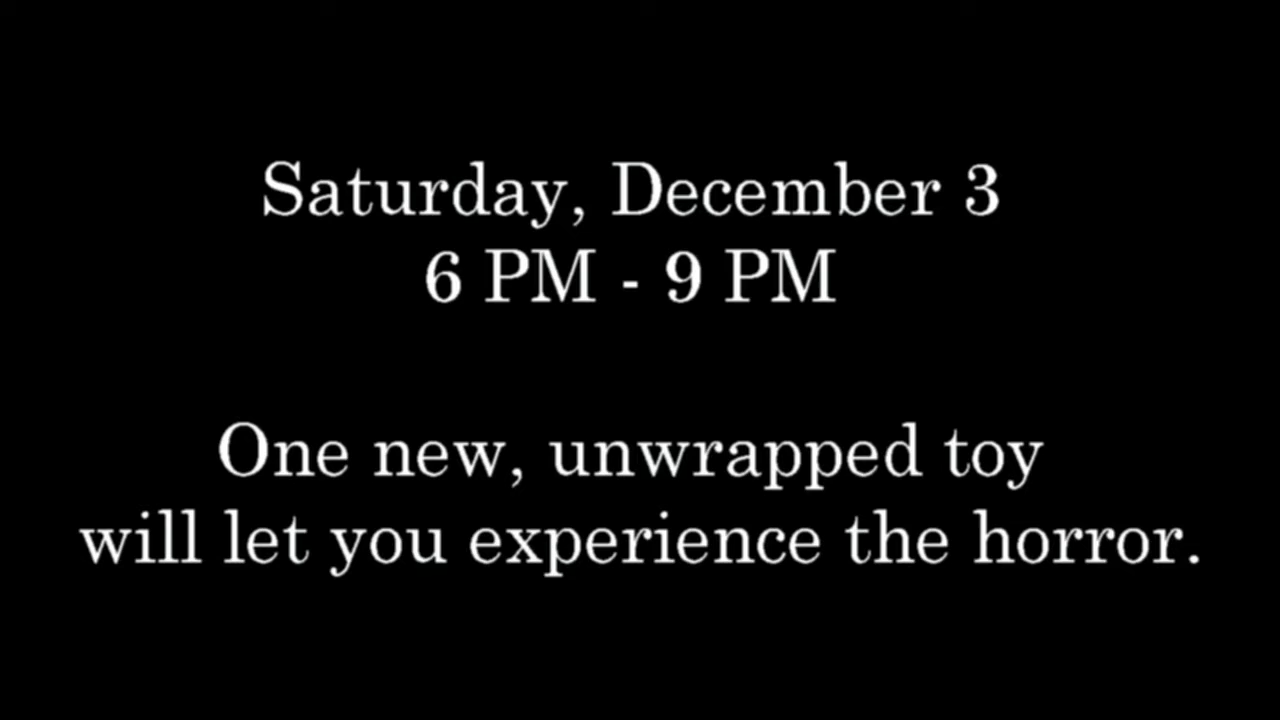 Saturday, December 3
6 PM - 9 PM
One new, unwrapped toy
will let you experience the horror.